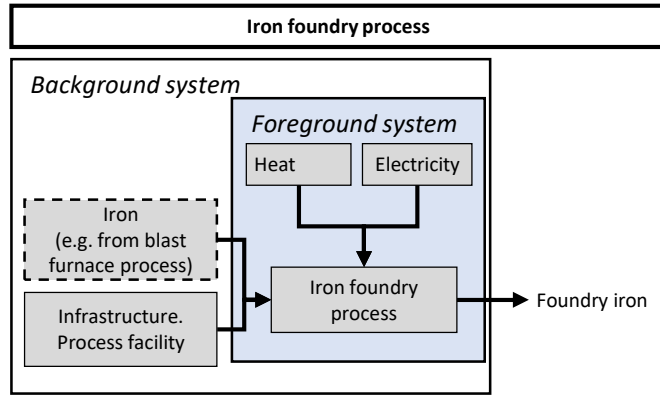 Iron foundry process
Background system
Foreground system
Heat
Electricity
Iron
(e.g. from blast
furnace process)
Infrastructure.
Process facility
Iron foundry
process
Foundry iron